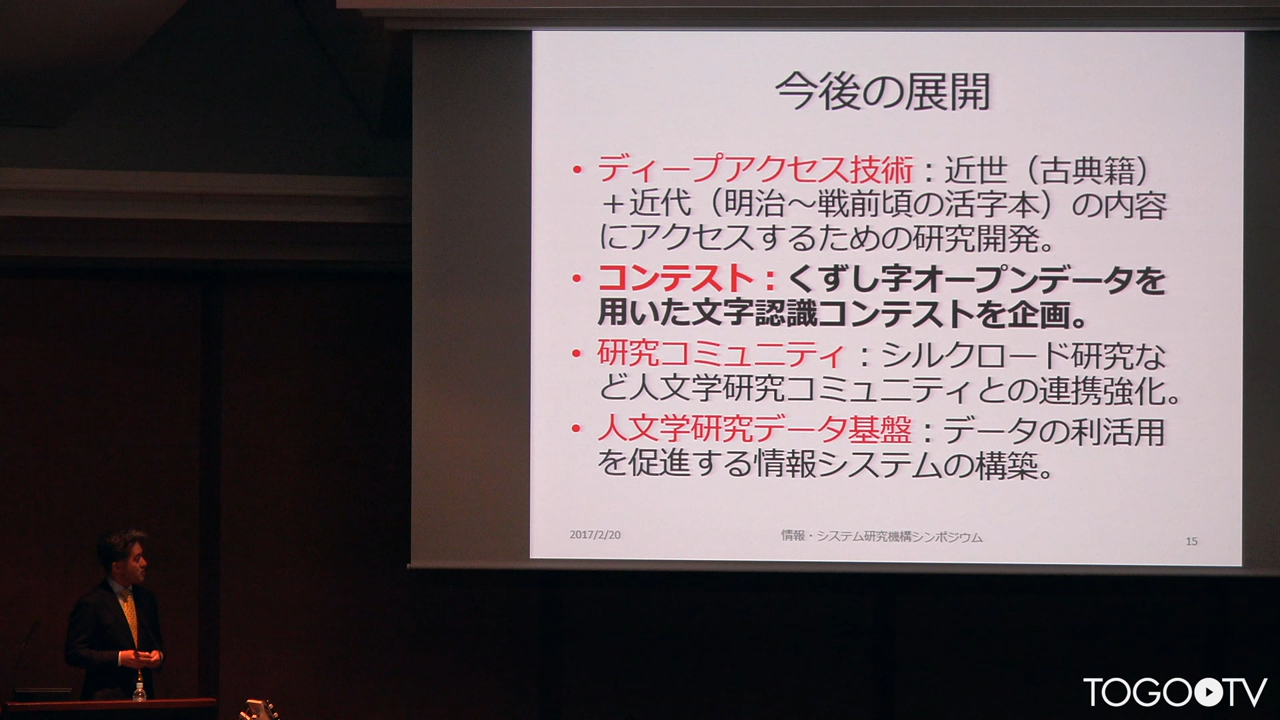 今後の展開
• ディープアクセス技術：近世（古典籍）
＋近代（明治～戦前頃の活字本）の内容
にアクセスするための研究開発。
• コンテスト：くずし字オープンデータを
用いた文字認識コンテストを企画。
• 研究コミュニティ：シルクロード研究な
ど人文学研究コミュニティとの連携強化。
• 人文学研究データ基盤：データの利活用
を促進する情報システムの構築。
2017/2/20 情報・システム研究機構シンポジウム 15
TOGOTV